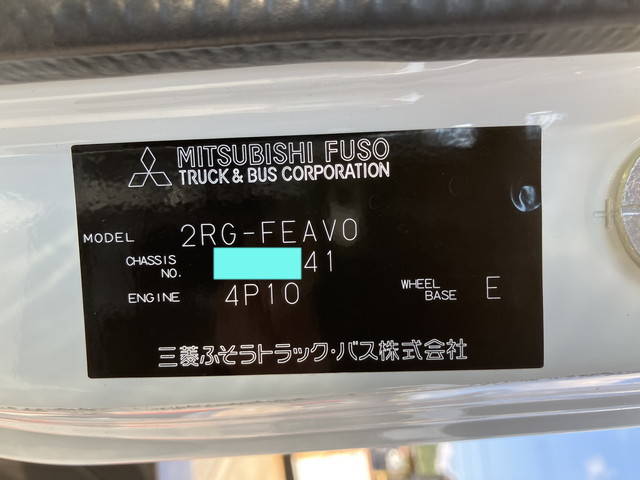 MITSUBISHI FUSO
TRUCK & BUS CORPORATION
MODEL 2RG-FEAV0
CHASSIS NO. 41
ENGINE 4P10 WHEEL BASE E
三菱ふそうトラック・バス株式会社